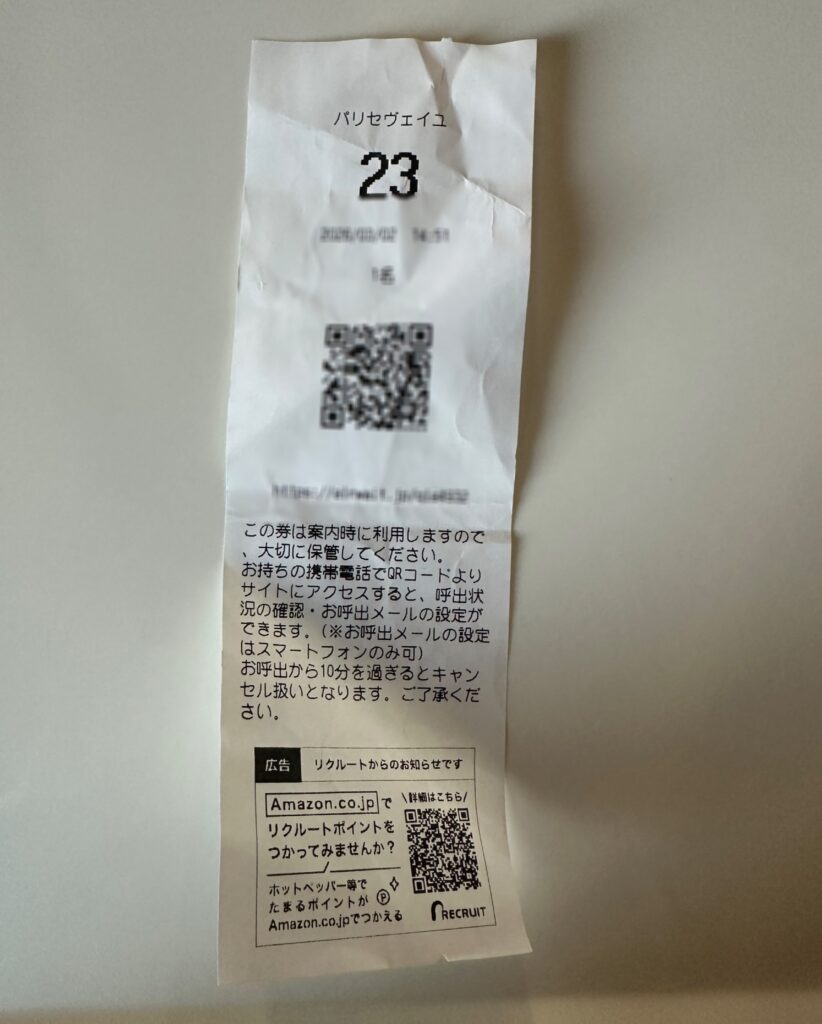 パリセヴェイユ
23
1名
この券は案内時に利用しますので
、大切に保管してください。
お持ちの携帯電話でQRコードより
サイトにアクセスすると、呼出状
況の確認・お呼出メールの設定が
できます。(※お呼出メールの設定
はスマートフォンのみ可)
お呼出から10分を過ぎるとキャン
セル扱いとなります。ご了承くだ
さい。
広告 リクルートからのお知らせです
Amazon.co.jpで
リクルートポイントを
つかってみませんか?
\詳細はこちら/
ホットペッパー等で
たまるポイントが
Amazon.co.jpでつかえる
P
RECRUIT